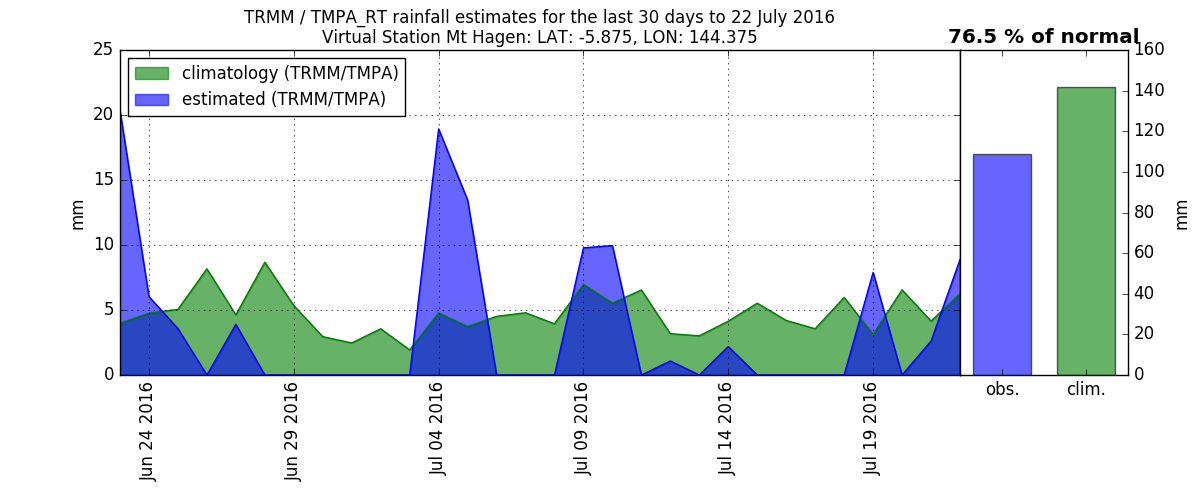 TRMM / TMPA_RT rainfall estimates for the last 30 days to 22 July 2016
Virtual Station Mt Hagen: LAT: -5.875, LON: 144.375
76.5 % of normal
climatology (TRMM/TMPA)
estimated (TRMM/TMPA)
25
20
15
10
5
0
mm
Jun 24 2016
Jun 29 2016
Jul 04 2016
Jul 09 2016
Jul 14 2016
Jul 19 2016
obs.
clim.
160
140
120
100
80
60
40
20
0
mm